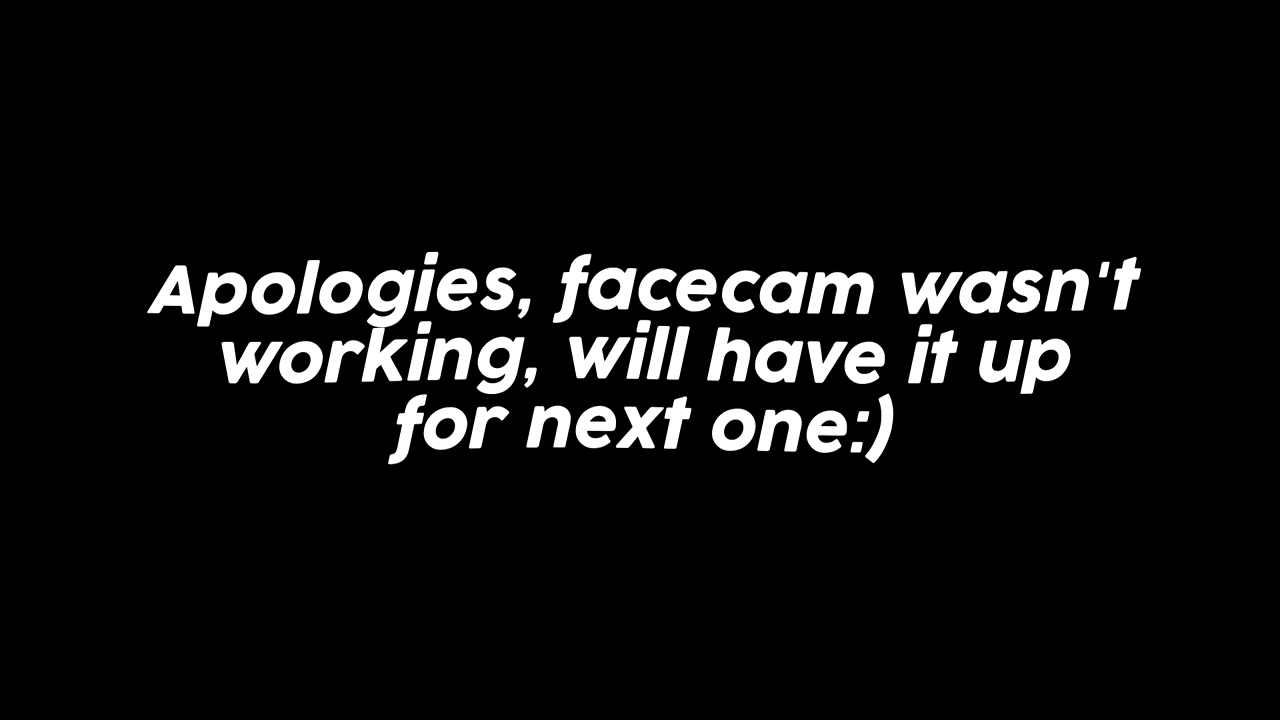 Apologies, facecam wasn't
working, will have it up
for next one:)